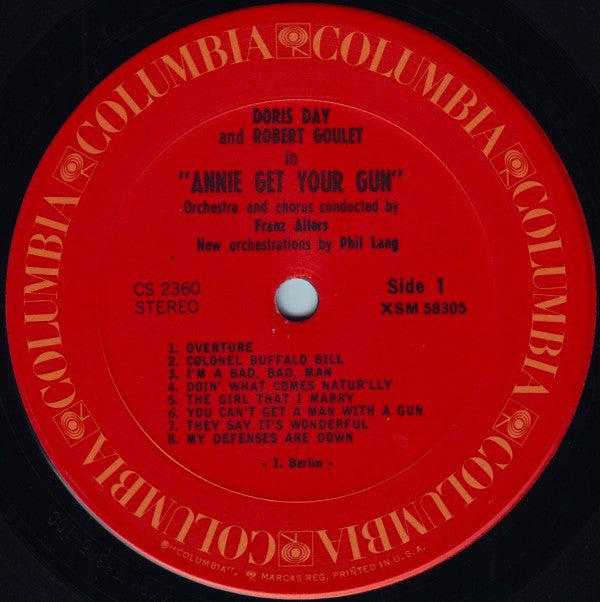 COLUMBIA COLUMBIA COLUMBIA COLUMBIA COLUMBIA COLUMBIA
DORIS DAY
and ROBERT GOULET
in
"ANNIE GET YOUR GUN"
Orchestra and chorus conducted by
Franz Allers
New orchestrations by Phil Lang
CS 2360
STEREO
Side 1
XSM 58305
1. OVERTURE
2. COLONEL BUFFALO BILL
3. I'M A BAD, BAD, MAN
4. DOIN' WHAT COMES NATUR'LLY
5. THE GIRL THAT I MARRY
6. YOU CAN'T GET A MAN WITH A GUN
7. THEY SAY IT'S WONDERFUL
8. MY DEFENSES ARE DOWN
- I. Berlin -
®"COLUMBIA", MARCAS REG. PRINTED IN U.S.A.